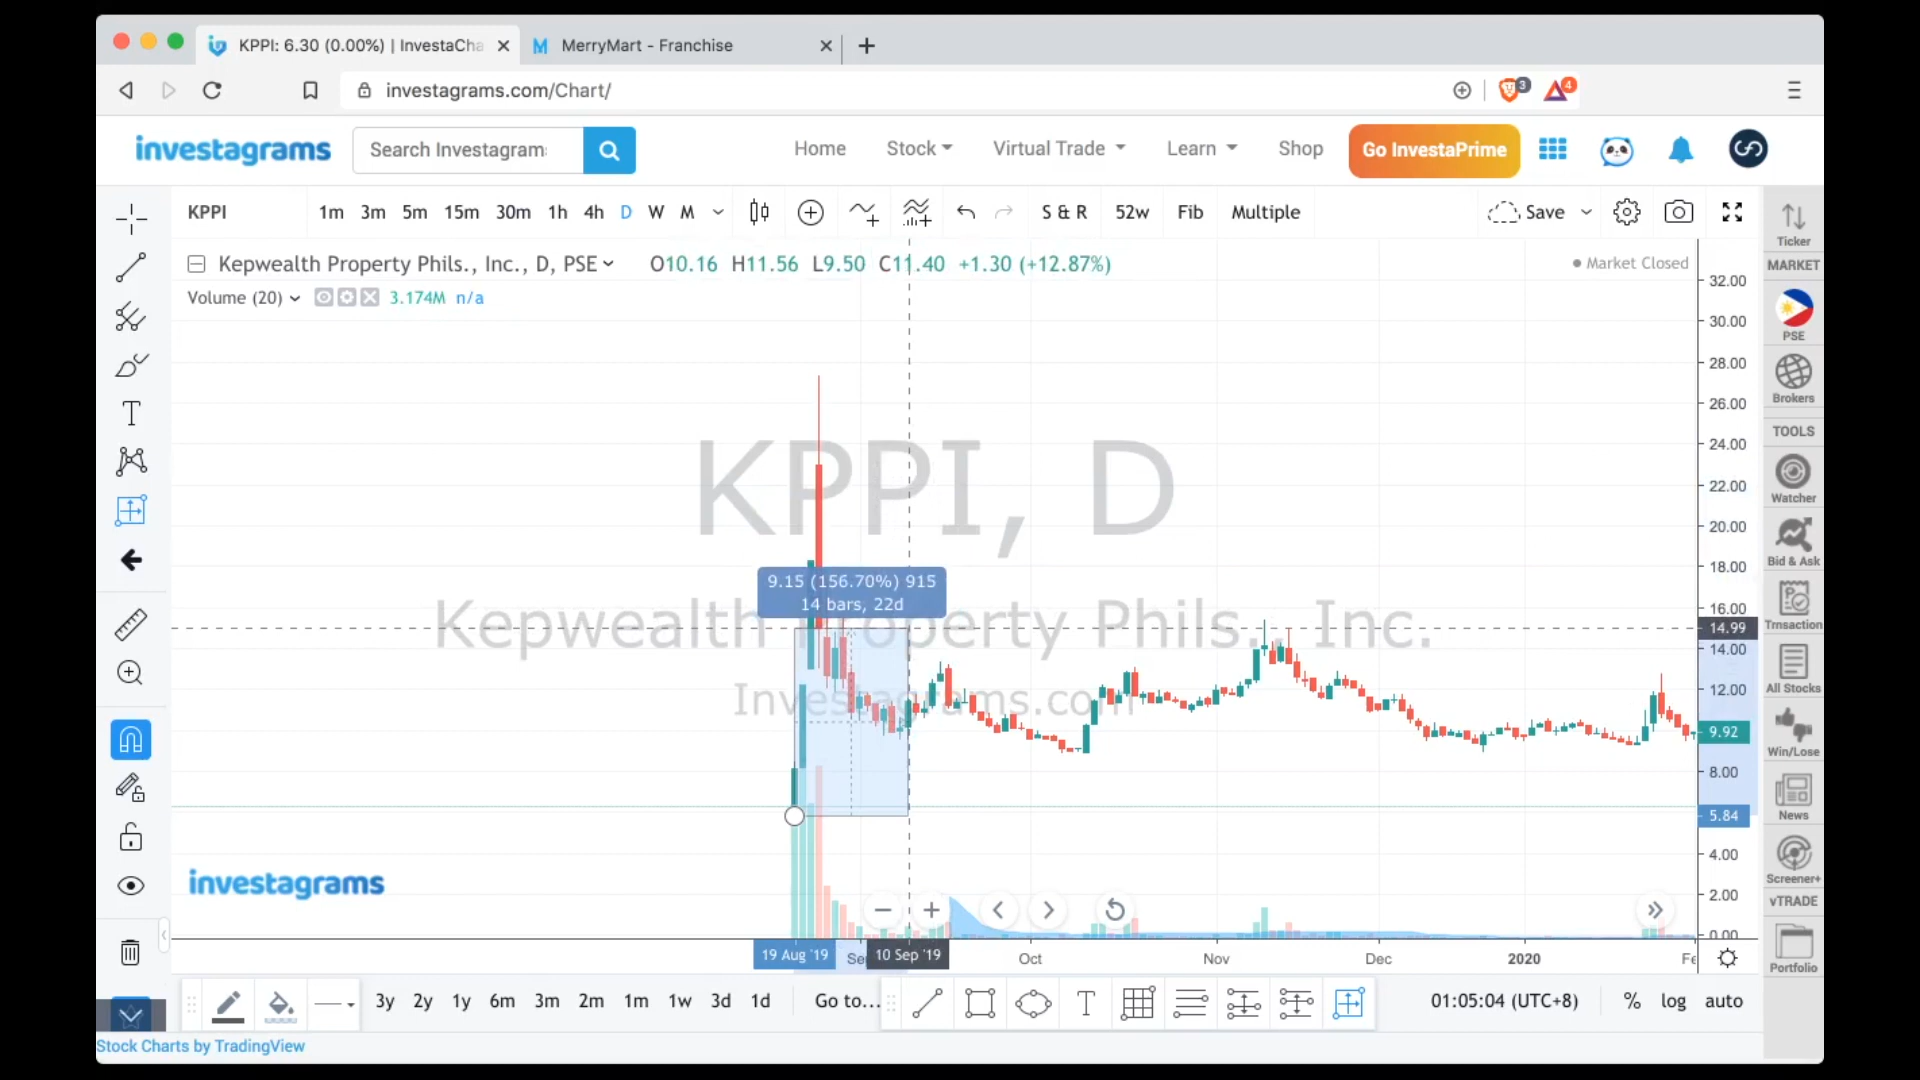 KPPI: 6.30 (0.00%) | InvestaCha
MerryMart - Franchise
investagrams.com/Chart/
3
4
investagrams
Search Investagram
Home
Stock
Virtual Trade
Learn
Shop
Go InvestaPrime
KPPI
1m 3m 5m 15m 30m 1h 4h D W M
S & R
52w
Fib
Multiple
Save
Kepwealth Property Phils., Inc., D, PSE
O10.16 H11.56 L9.50 C11.40 +1.30 (+12.87%)
Market Closed
Volume (20)
3.174M n/a
KPPI, D
Kepwealth Property Phils., Inc.
Investagrams.com
9.15 (156.70%) 915
14 bars, 22d
32.00
30.00
28.00
26.00
24.00
22.00
20.00
18.00
16.00
14.99
14.00
12.00
9.92
8.00
5.84
4.00
2.00
0.00
investagrams
19 Aug '19
Se
10 Sep '19
Oct
Nov
Dec
2020
Fe
3y 2y 1y 6m 3m 2m 1m 1w 3d 1d
Go to...
T
01:05:04 (UTC+8)
% log auto
Stock Charts by TradingView
Ticker
MARKET
PSE
Brokers
TOOLS
Watcher
Bid & Ask
Trnsaction
All Stocks
Win/Lose
News
Screener+
vTRADE
Portfolio